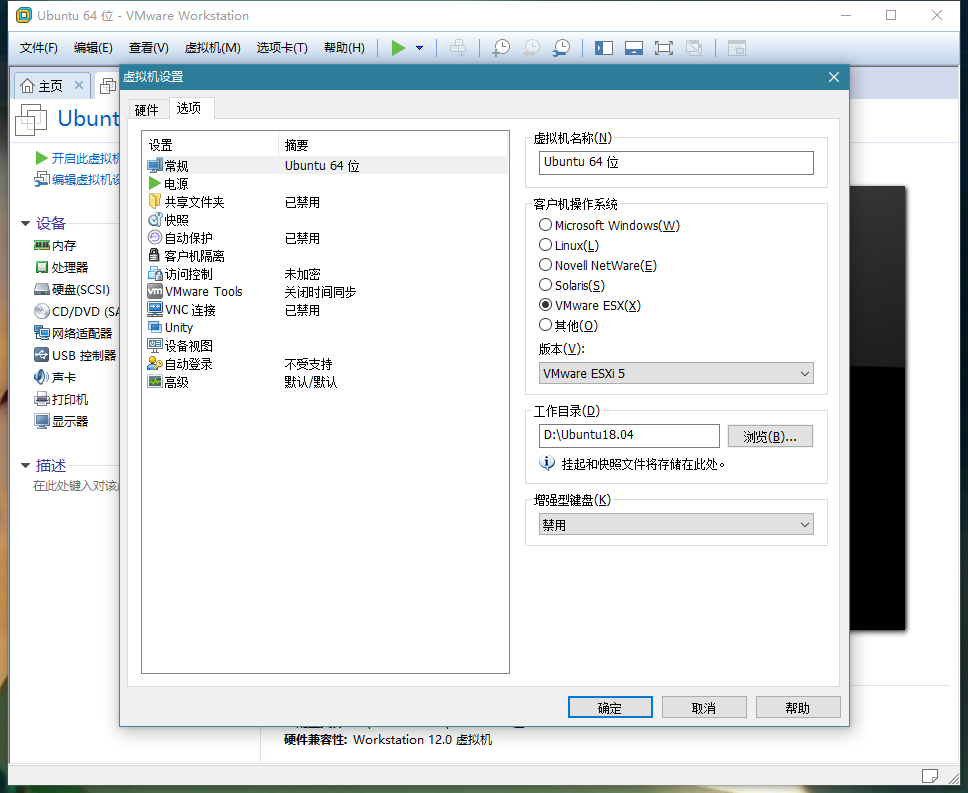 Ubuntu 64 位 - VMware Workstation
文件(F) 编辑(E) 查看(V) 虚拟机(M) 选项卡(T) 帮助(H)
主页
虚拟机设置
Ubunt
开启此虚拟机
编辑虚拟机设
设备
内存
处理器
硬盘(SCSI)
CD/DVD (SA
网络适配器
USB 控制器
声卡
打印机
显示器
描述
在此处键入对该
硬件 选项
设置 摘要
常规 Ubuntu 64 位
电源
共享文件夹 已禁用
快照
自动保护 已禁用
客户机隔离
访问控制 未加密
VMware Tools 关闭时间同步
VNC 连接 已禁用
Unity
设备视图
自动登录 不受支持
高级 默认/默认
虚拟机名称(N)
Ubuntu 64 位
客户机操作系统
Microsoft Windows(W)
Linux(L)
Novell NetWare(E)
Solaris(S)
VMware ESX(X)
其他(O)
版本(V):
VMware ESXi 5
工作目录(D)
D:\Ubuntu18.04 浏览(B)...
挂起和快照文件将存储在此处。
增强型键盘(K)
禁用
确定 取消 帮助
硬件兼容性: Workstation 12.0 虚拟机